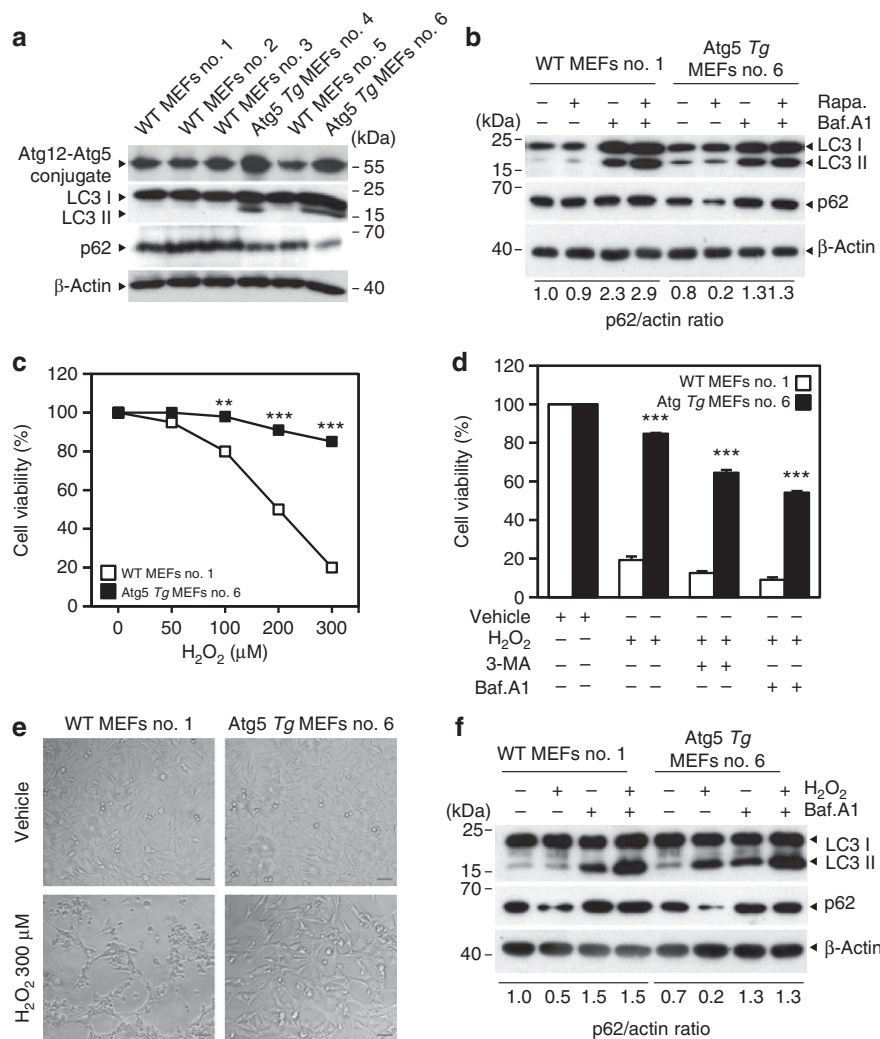 a
WT MEFs no. 1
WT MEFs no. 2
WT MEFs no. 3
Atg5 Tg MEFs no. 4
WT MEFs no. 5
Atg5 Tg MEFs no. 6
(kDa)
Atg12-Atg5
conjugate
55
LC3 I
25
LC3 II
15
70
p62
β-Actin
40
b
WT MEFs no. 1
Atg5 Tg
MEFs no. 6
– + – + – + – + Rapa.
(kDa) – – + + – – + + Baf.A1
25
LC3 I
LC3 II
15
70
p62
40
β-Actin
1.0 0.9 2.3 2.9 0.8 0.2 1.3 1.3
p62/actin ratio
c
120
100
80
60
40
20
0
Cell viability (%)
** *** ***
WT MEFs no. 1
Atg5 Tg MEFs no. 6
0 50 100 200 300
H2O2 (μM)
d
120
100
80
60
40
20
0
Cell viability (%)
WT MEFs no. 1
Atg Tg MEFs no. 6
*** *** ***
Vehicle + + – – – – – –
H2O2 – – + + + + + +
3-MA – – – – + + – –
Baf.A1 – – – – – – + +
e
WT MEFs no. 1 Atg5 Tg MEFs no. 6
Vehicle
H2O2 300 μM
f
WT MEFs no. 1
Atg5 Tg
MEFs no. 6
– + – + – + – + H2O2
(kDa) – – + + – – + + Baf.A1
25
LC3 I
LC3 II
15
70
p62
β-Actin
40
1.0 0.5 1.5 1.5 0.7 0.2 1.3 1.3
p62/actin ratio